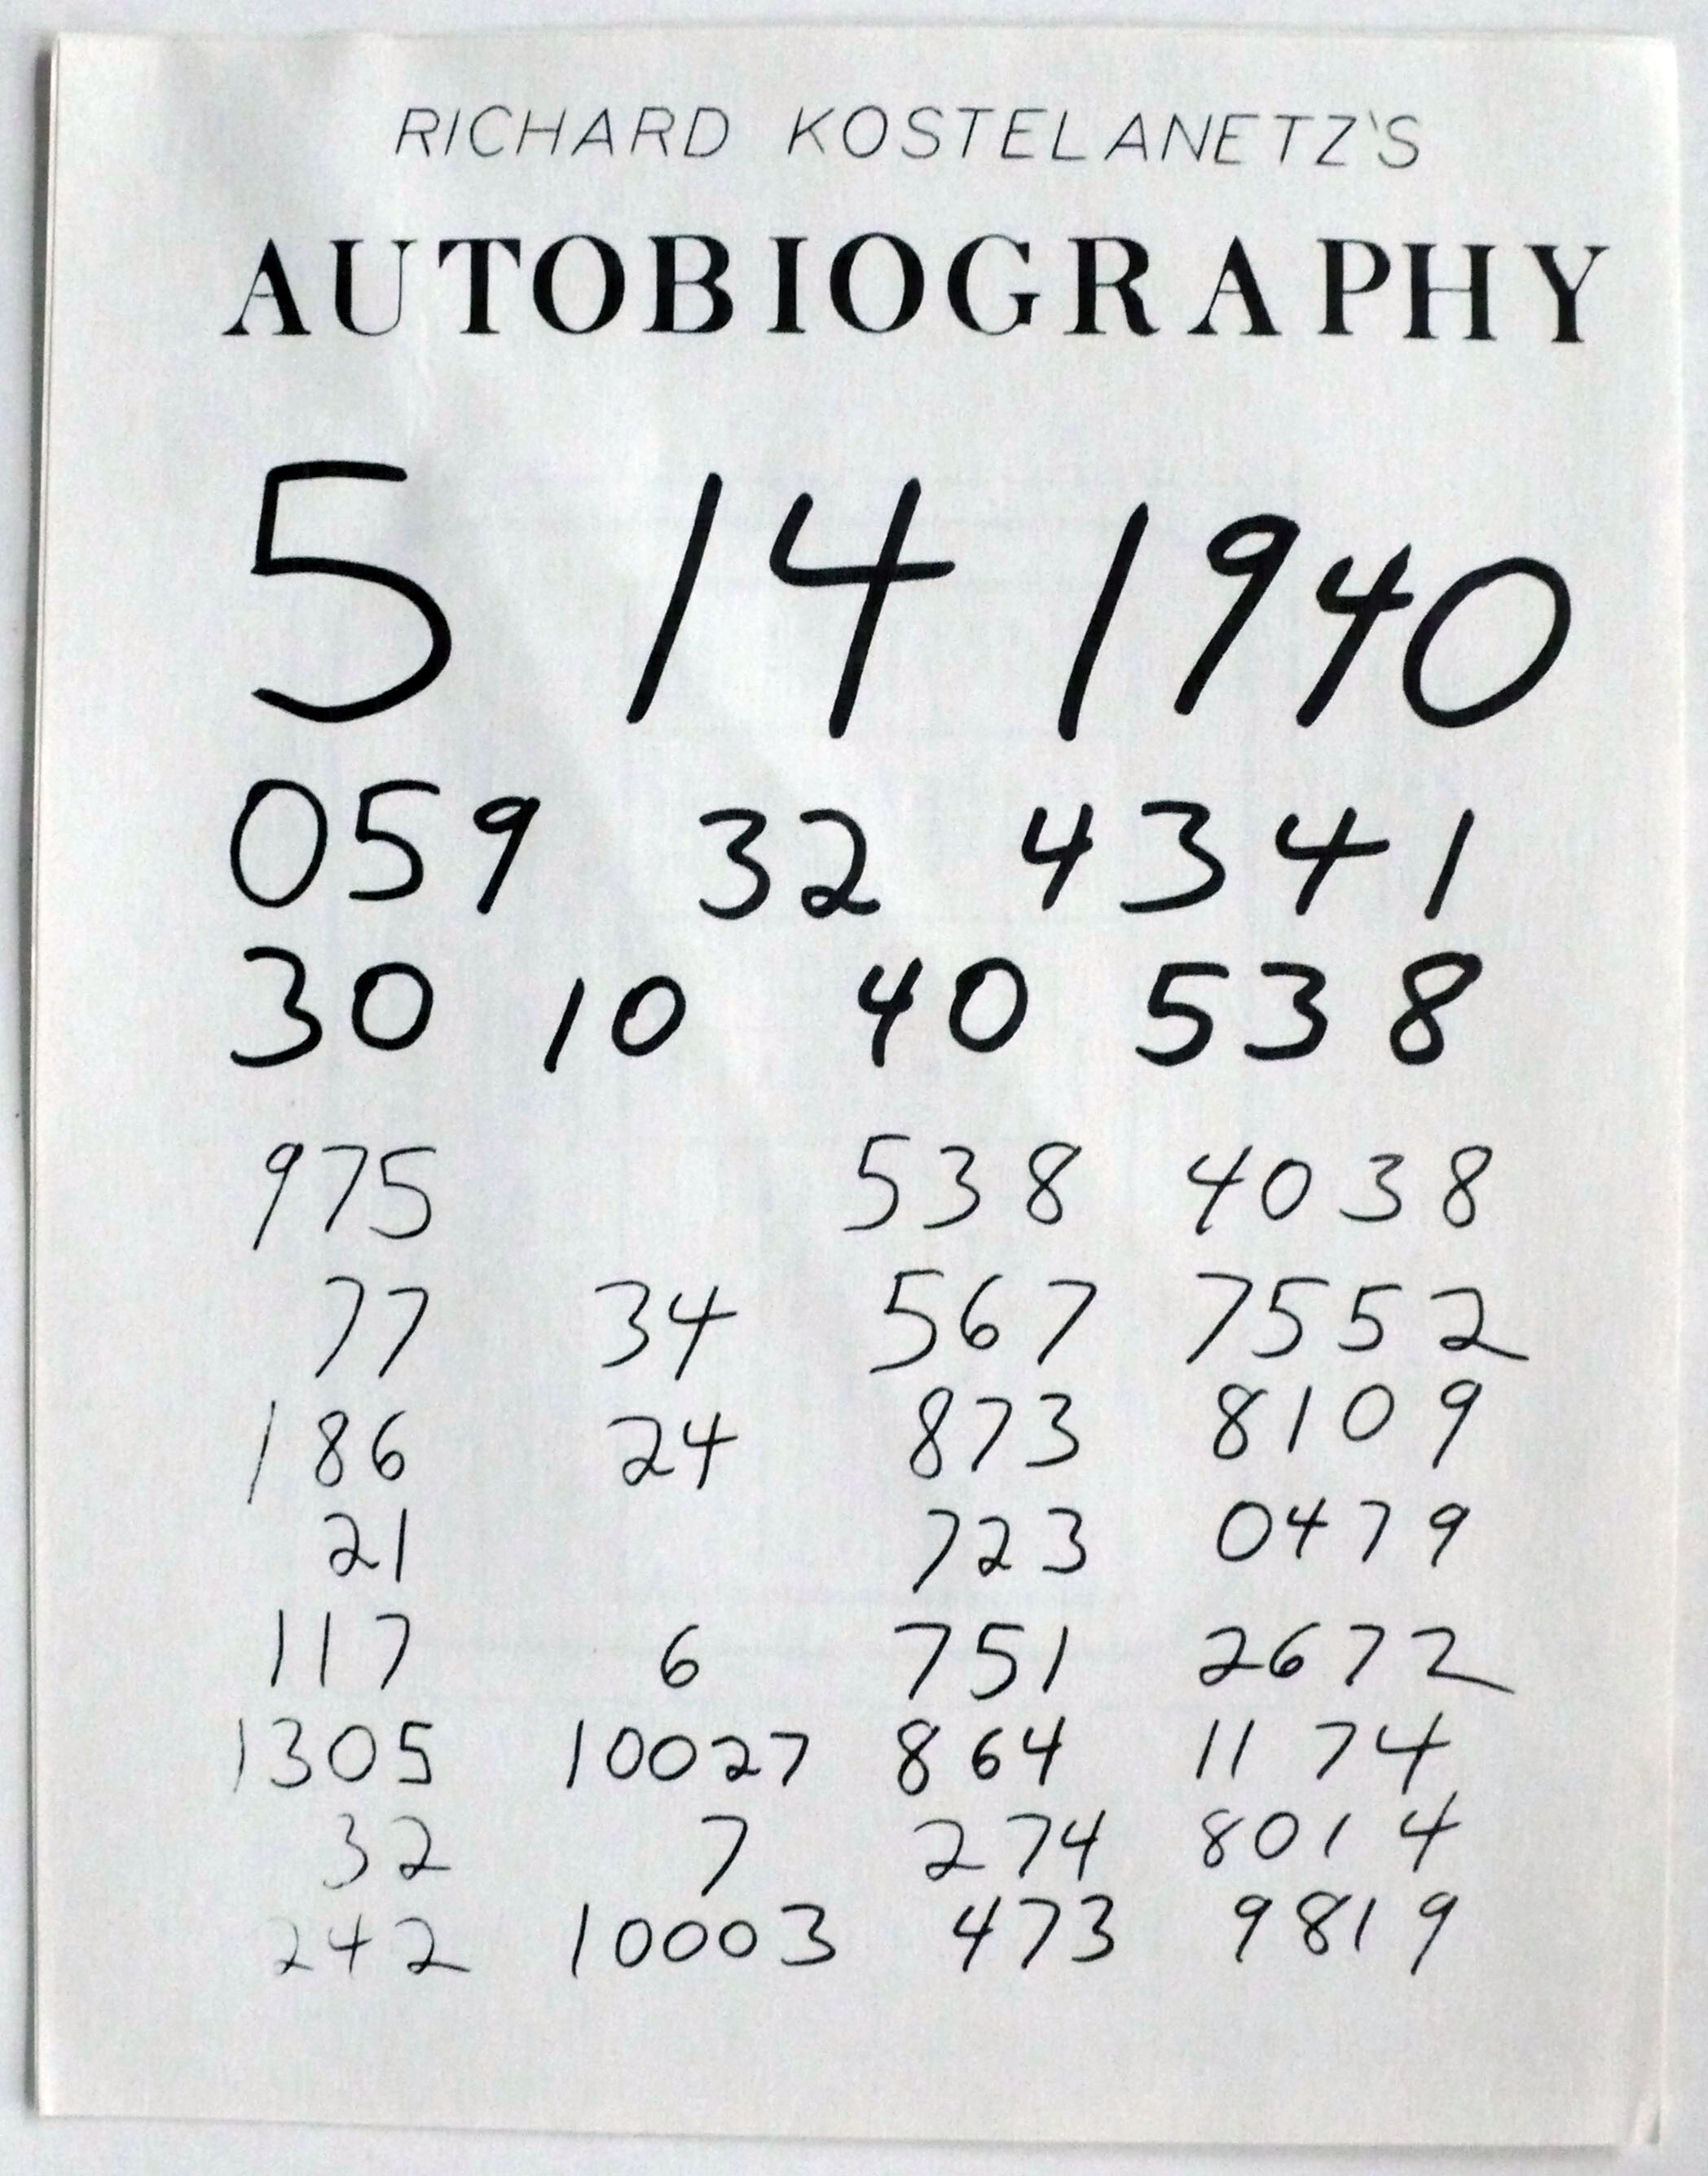 RICHARD KOSTELANETZ'S
AUTOBIOGRAPHY
5 14 1940
059 32 4341
30 10 40 538
975 538 4038
77 34 567 7552
186 24 873 8109
21 723 0479
117 6 751 2672
1305 10027 864 1174
32 7 274 8014
242 10003 473 9819